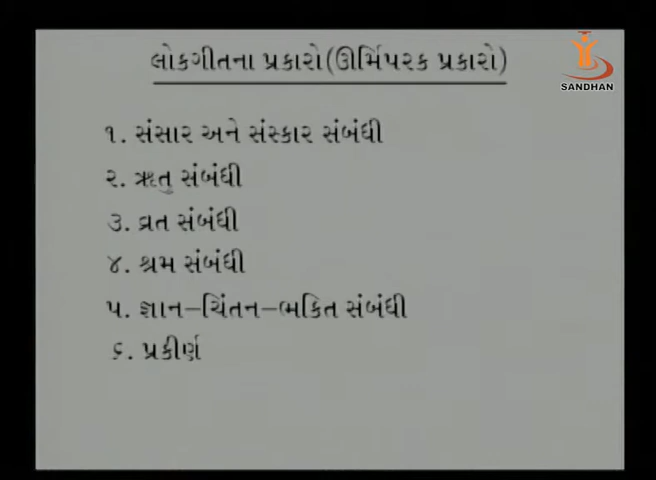 લોકગીતના પ્રકારો(ઊર્મિપરક પ્રકારો)
SANDHAN
૧. સંસાર અને સંસ્કાર સંબંધી
૨. ઋતુ સંબંધી
૩. વ્રત સંબંધી
૪. શ્રમ સંબંધી
૫. જ્ઞાન–ચિંતન–ભકિત સંબંધી
૬. પ્રકીર્ણ